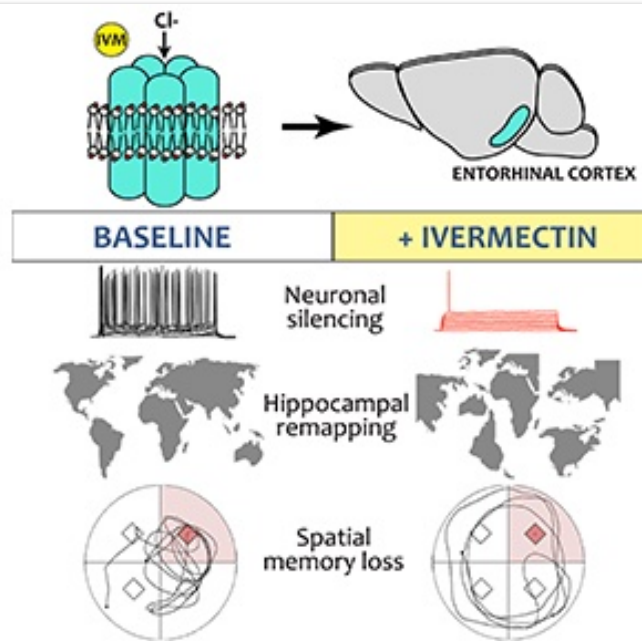 IVM
Cl-
ENTORHINAL CORTEX
BASELINE
+ IVERMECTIN
Neuronal
silencing
Hippocampal
remapping
Spatial
memory loss